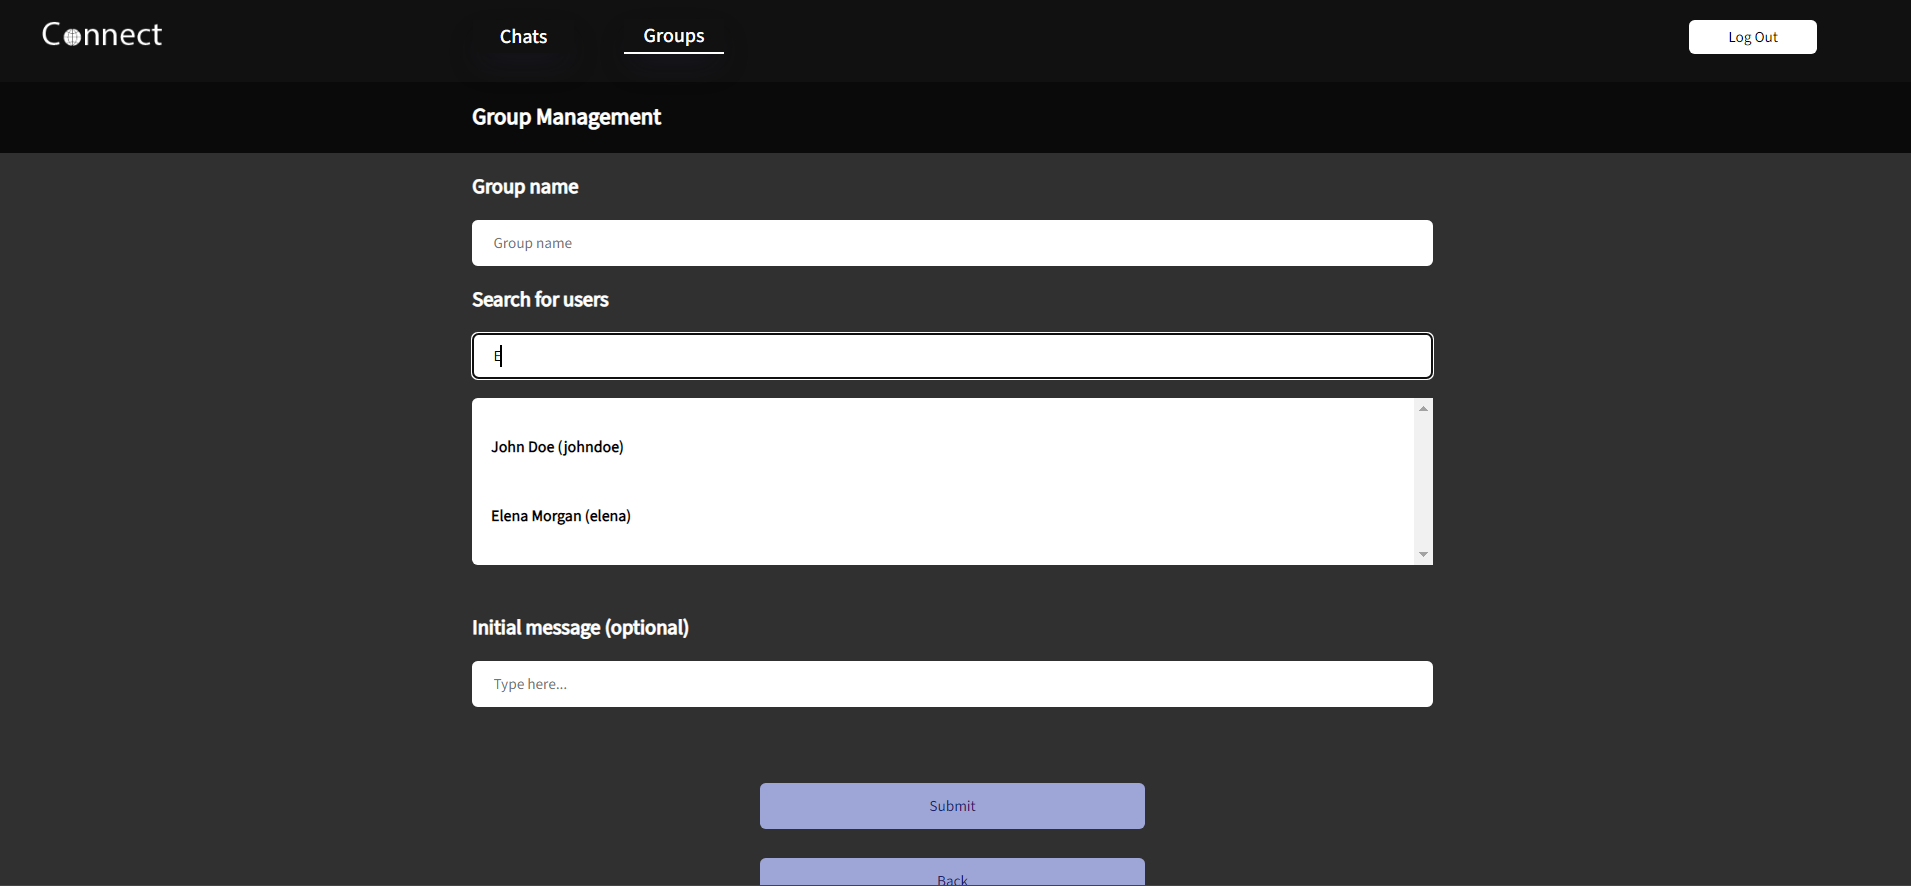 Connect
Chats
Groups
Log Out
Group Management
Group name
Group name
Search for users
E
John Doe (johndoe)
Elena Morgan (elena)
Initial message (optional)
Type here...
Submit
Back